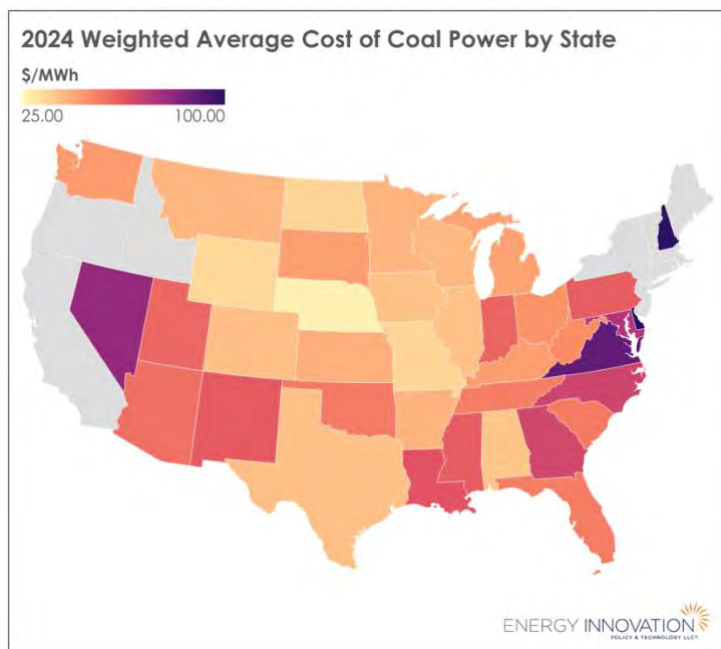 2024 Weighted Average Cost of Coal Power by State
$/MWh
25.00 100.00
ENERGY INNOVATION
POLICY & TECHNOLOGY LLC®